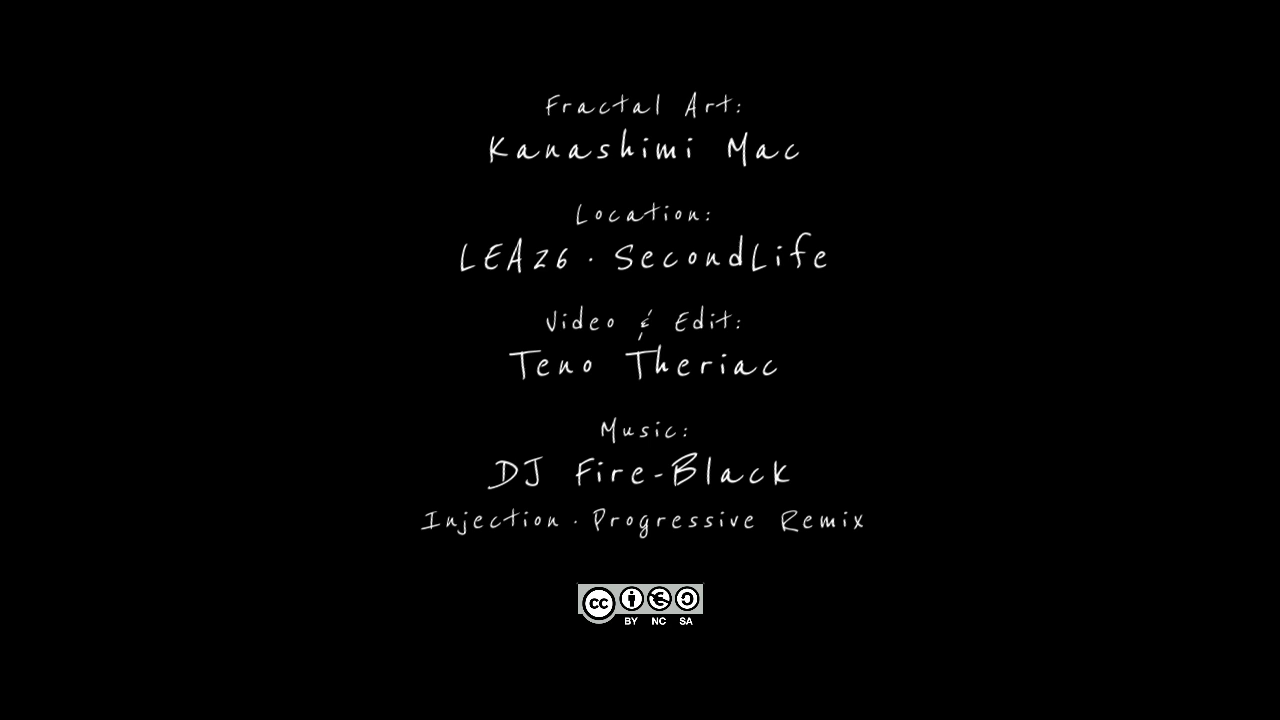 Fractal Art:
Kanashimi Mac
Location:
LEA26 · SecondLife
Video & Edit:
Teno Theriac
Music:
DJ Fire-Black
Injection · Progressive Remix
cc
BY NC SA